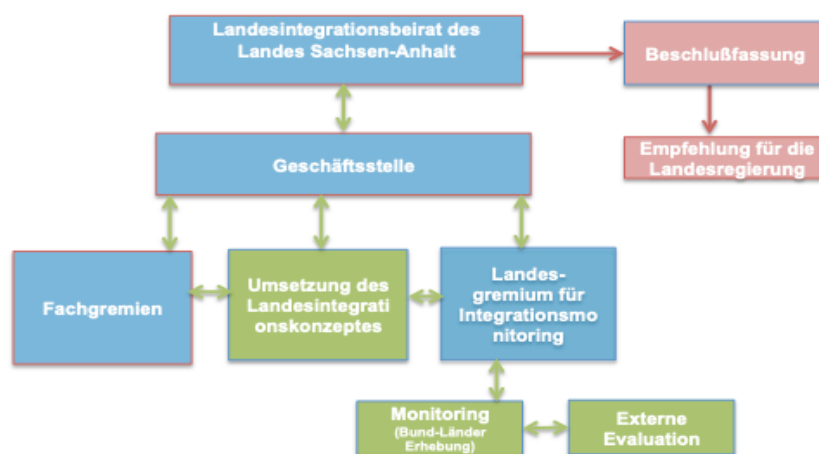 Landesintegrationsbeirat des
Landes Sachsen-Anhalt
Beschlußfassung
Empfehlung für die
Landesregierung
Geschäftsstelle
Fachgremien
Umsetzung des
Landesintegrati
onskonzeptes
Landes-
gremium für
Integrationsmo
nitoring
Monitoring
(Bund-Länder
Erhebung)
Externe
Evaluation